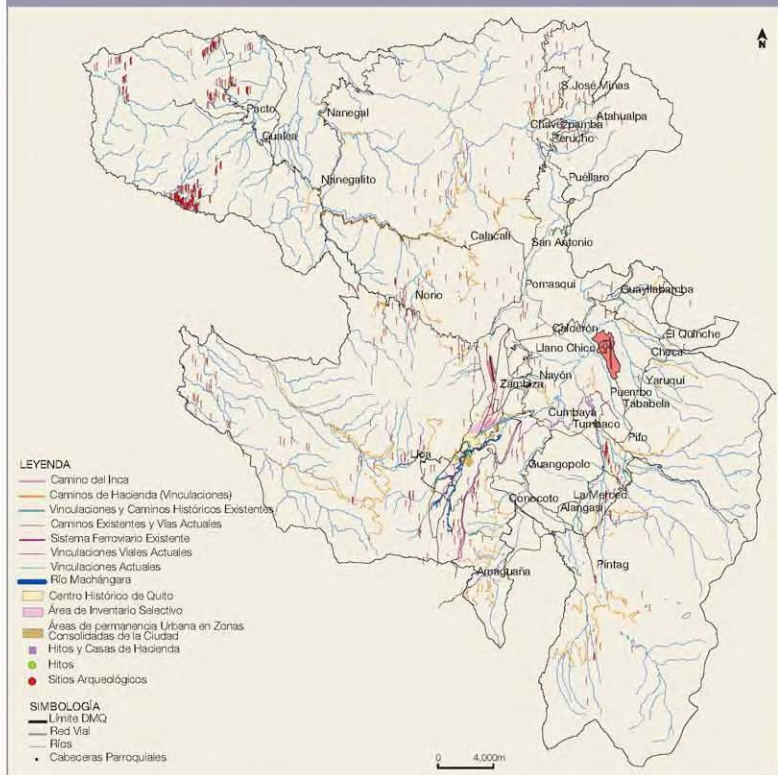 N
S.José Minas
Atahualpa
Chavezpamba
Perucho
Pacto
Nanegal
Gualea
Puéllaro
Nanegalito
Calacalí
San Antonio
Nono
Pomasqui
Guayllabamba
Calderón
El Quinche
Llano Chico
Checa
Zámbiza
Nayón
Yaruquí
Puembo
Tababela
Cumbayá
Tumbaco
Pifo
Lloa
Guangopolo
Conocoto
La Merced
Alangasí
Amaguaña
Píntag
LEYENDA
Camino del Inca
Caminos de Hacienda (Vinculaciones)
Vinculaciones y Caminos Históricos Existentes
Caminos Existentes y Vías Actuales
Sistema Ferroviario Existente
Vinculaciones Viales Actuales
Vinculaciones Actuales
Río Machángara
Centro Histórico de Quito
Área de Inventario Selectivo
Áreas de permanencia Urbana en Zonas
Consolidadas de la Ciudad
Hitos y Casas de Hacienda
Hitos
Sitios Arqueológicos
SIMBOLOGÍA
Límite DMQ
Red Vial
Ríos
Cabeceras Parroquiales
0 4,000m